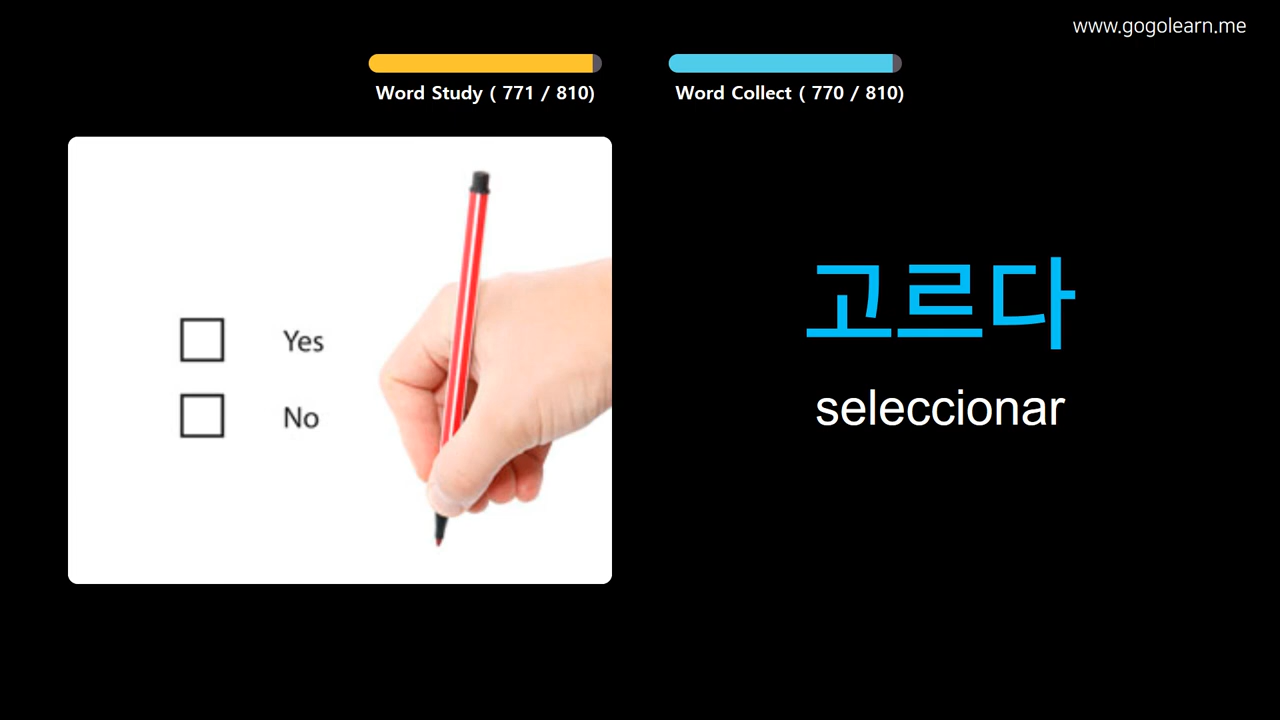 www.gogolearn.me
Word Study ( 771 / 810)
Word Collect ( 770 / 810)
Yes
No
고르다
seleccionar